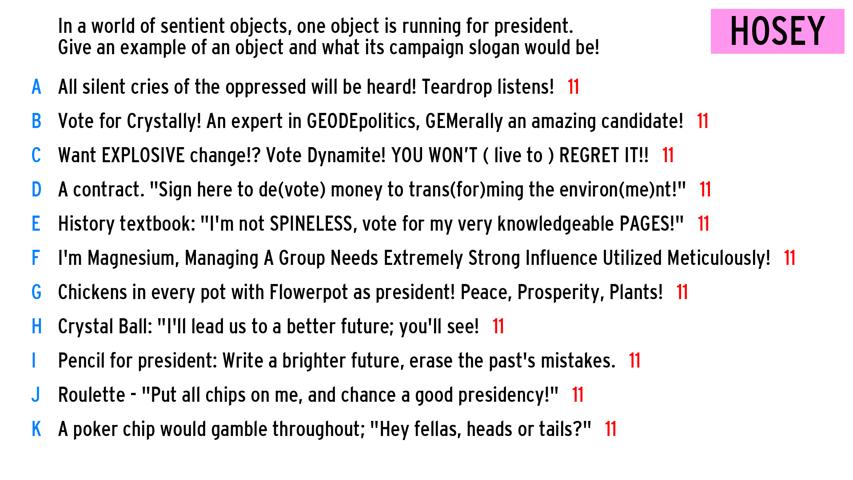 In a world of sentient objects, one object is running for president.
Give an example of an object and what its campaign slogan would be!
HOSEY
A All silent cries of the oppressed will be heard! Teardrop listens! 11
B Vote for Crystally! An expert in GEODEpolitics, GEMerally an amazing candidate! 11
C Want EXPLOSIVE change!? Vote Dynamite! YOU WON'T ( live to ) REGRET IT!! 11
D A contract. "Sign here to de(vote) money to trans(for)ming the environ(me)nt!" 11
E History textbook: "I'm not SPINELESS, vote for my very knowledgeable PAGES!" 11
F I'm Magnesium, Managing A Group Needs Extremely Strong Influence Utilized Meticulously! 11
G Chickens in every pot with Flowerpot as president! Peace, Prosperity, Plants! 11
H Crystal Ball: "I'll lead us to a better future; you'll see! 11
I Pencil for president: Write a brighter future, erase the past's mistakes. 11
J Roulette - "Put all chips on me, and chance a good presidency!" 11
K A poker chip would gamble throughout; "Hey fellas, heads or tails?" 11